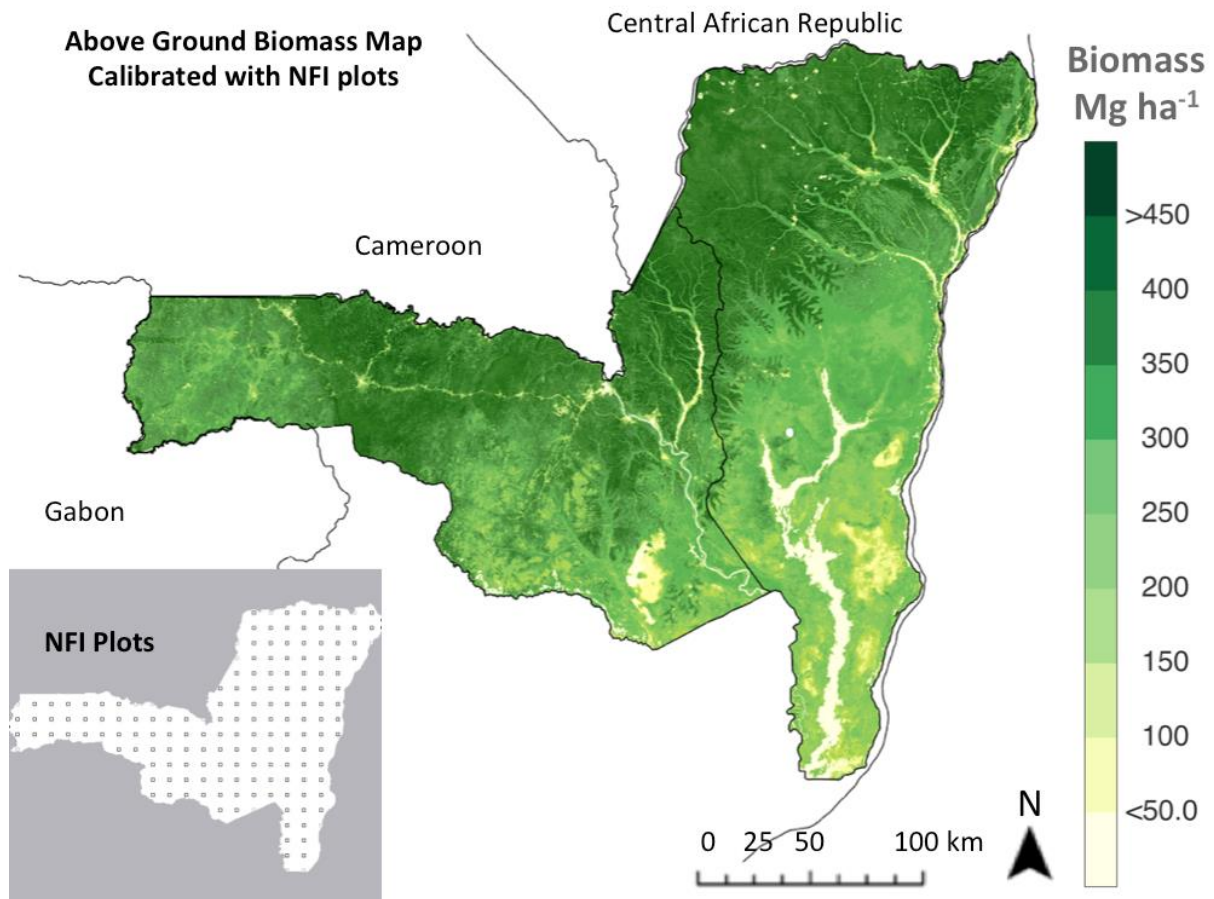 Above Ground Biomass Map
Calibrated with NFI plots
Central African Republic
Cameroon
Gabon
NFI Plots
Biomass
Mg ha⁻¹
>450
400
350
300
250
200
150
100
<50.0
N
0 25 50 100 km